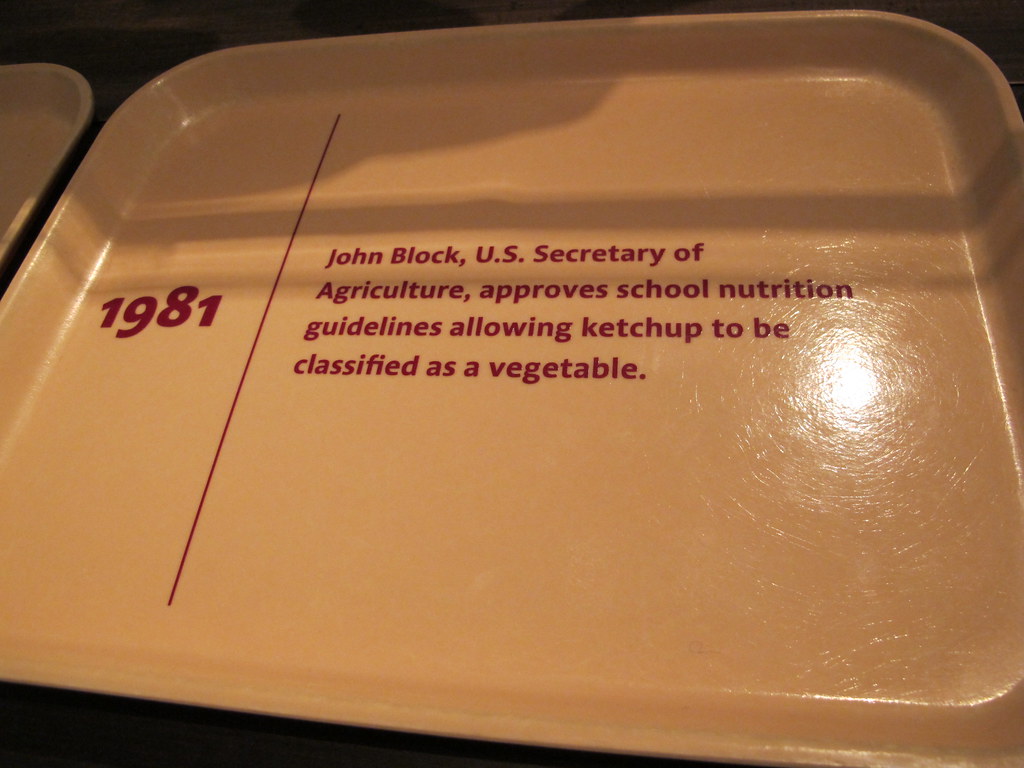 1981
John Block, U.S. Secretary of
Agriculture, approves school nutrition
guidelines allowing ketchup to be
classified as a vegetable.